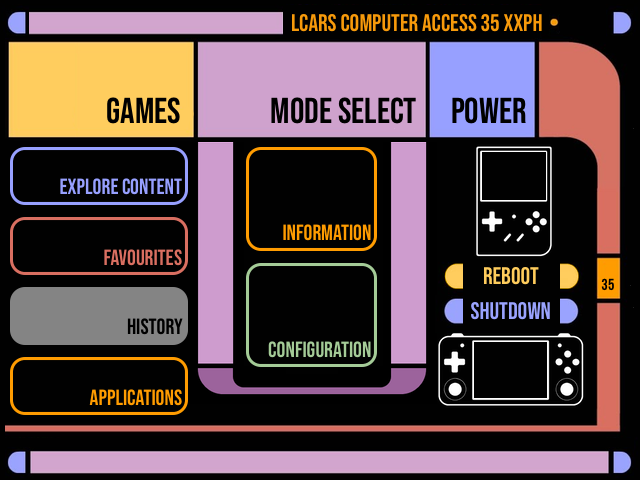 LCARS COMPUTER ACCESS 35 XXPH •
GAMES
MODE SELECT
POWER
EXPLORE CONTENT
FAVOURITES
HISTORY
APPLICATIONS
INFORMATION
CONFIGURATION
REBOOT
SHUTDOWN
35